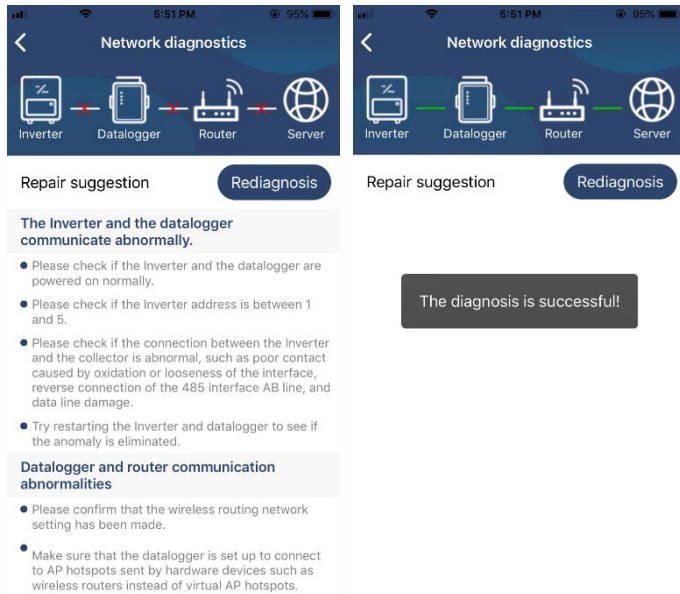 5:51 PM
95%
Network diagnostics
Inverter Datalogger Router Server
Repair suggestion
Rediagnosis
The Inverter and the datalogger
communicate abnormally.
Please check if the Inverter and the datalogger are
powered on normally.
Please check if the Inverter address is between 1
and 5.
Please check if the connection between the Inverter
and the collector is abnormal, such as poor contact
caused by oxidation or looseness of the interface,
reverse connection of the 485 interface AB line, and
data line damage.
Try restarting the Inverter and datalogger to see if
the anomaly is eliminated.
Datalogger and router communication
abnormalities
Please confirm that the wireless routing network
setting has been made.
Make sure that the datalogger is set up to connect
to AP hotspots sent by hardware devices such as
wireless routers instead of virtual AP hotspots.
5:51 PM
95%
Network diagnostics
Inverter Datalogger Router Server
Repair suggestion
Rediagnosis
The diagnosis is successful!